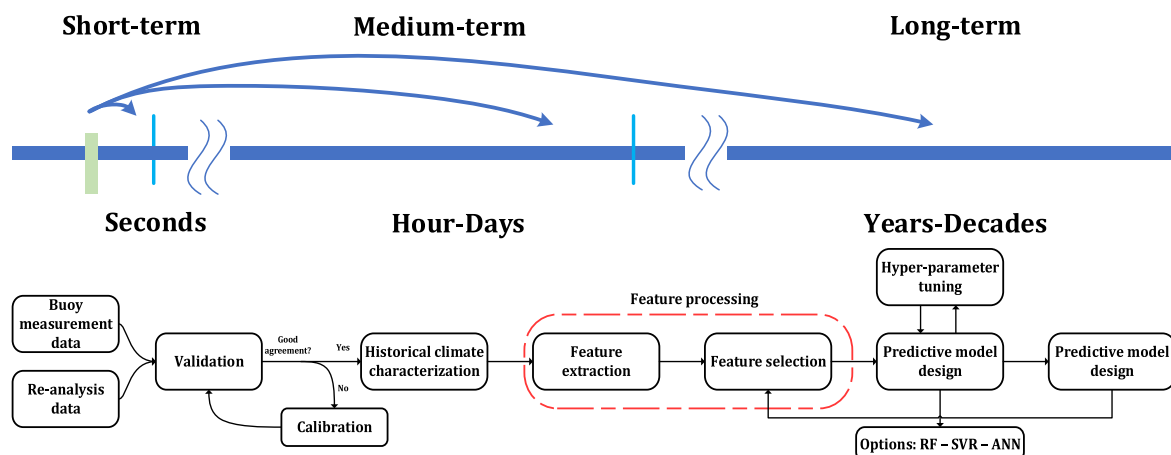 Short-term
Medium-term
Long-term
Seconds
Hour-Days
Years-Decades
Buoy
measurement
data
Re-analysis
data
Validation
Good
agreement?
Yes
No
Calibration
Historical climate
characterization
Feature processing
Feature
extraction
Feature selection
Hyper-parameter
tuning
Predictive model
design
Predictive model
design
Options: RF – SVR – ANN